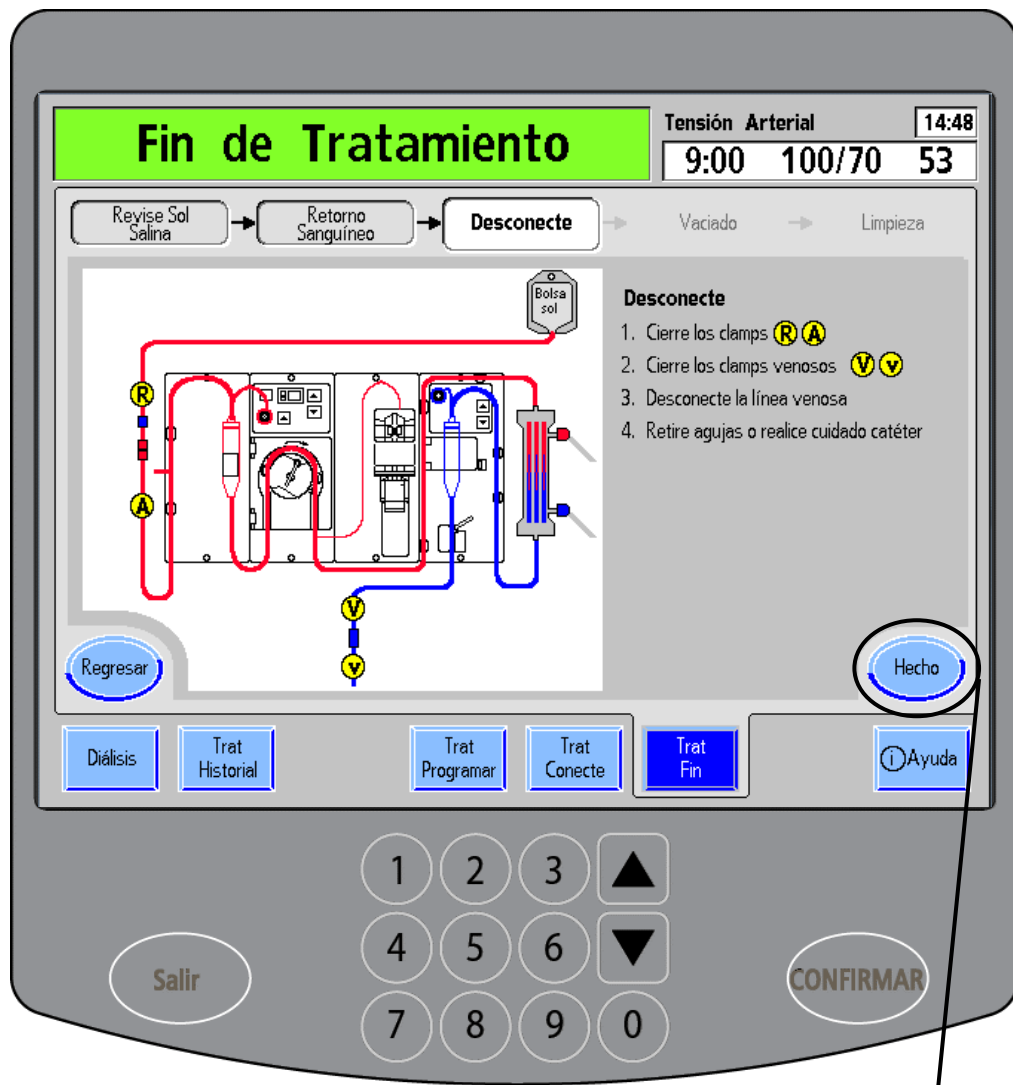 Fin de Tratamiento
Tensión Arterial
14:48
9:00 100/70 53
Revise Sol
Salina
Retorno
Sanguíneo
Desconecte
Vaciado
Limpieza
Bolsa
sol
R
A
V
v
Desconecte
1. Cierre los clamps R A
2. Cierre los clamps venosos V v
3. Desconecte la línea venosa
4. Retire agujas o realice cuidado catéter
Regresar
Hecho
Diálisis
Trat
Historial
Trat
Programar
Trat
Conecte
Trat
Fin
i Ayuda
1 2 3 ▲
4 5 6 ▼
7 8 9 0
Salir
CONFIRMAR